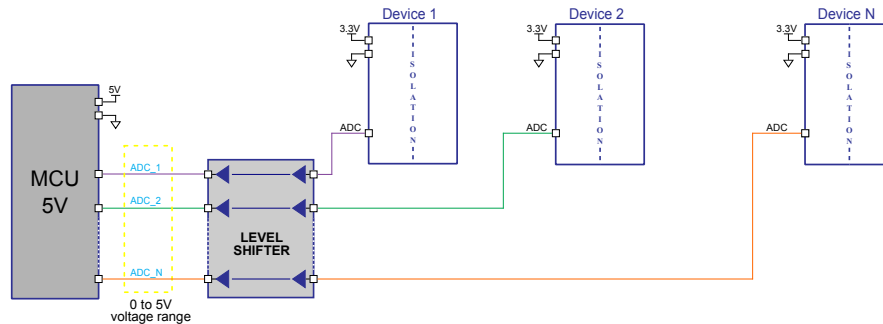 Device 1
Device 2
Device N
3.3V
3.3V
3.3V
ISOLATION
ISOLATION
ISOLATION
5V
ADC
ADC
ADC
MCU
5V
ADC_1
ADC_2
ADC_N
LEVEL
SHIFTER
0 to 5V
voltage range